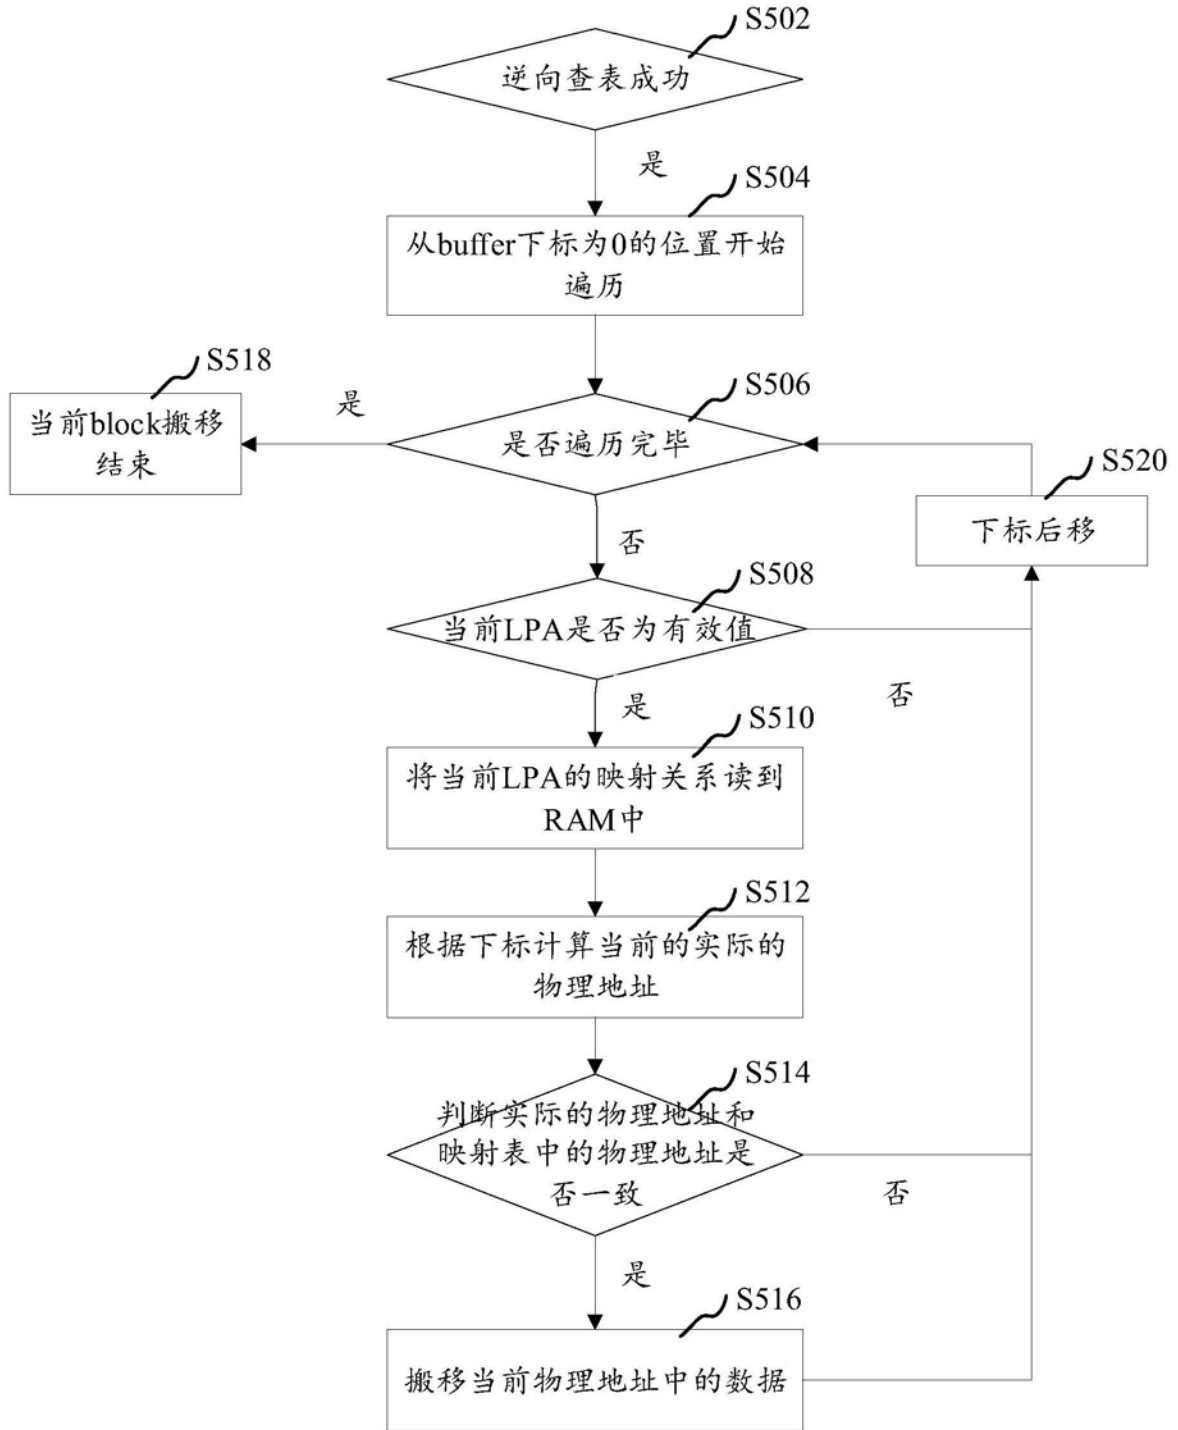 S502
逆向查表成功
是
S504
从buffer下标为0的位置开始
遍历
S518
当前block搬移
结束
是
S506
是否遍历完毕
S520
下标后移
否
S508
当前LPA是否为有效值
否
是
S510
将当前LPA的映射关系读到
RAM中
S512
根据下标计算当前的实际的
物理地址
S514
判断实际的物理地址和
映射表中的物理地址是
否一致
否
是
S516
搬移当前物理地址中的数据